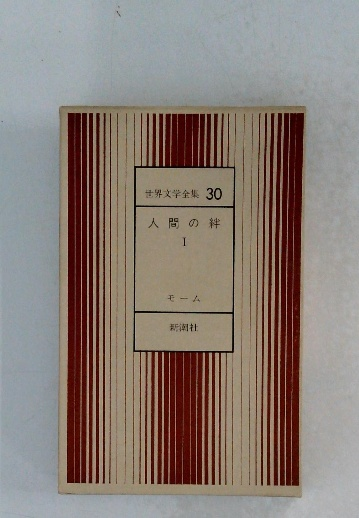 世界文学全集 30
人間の絆
I
モーム
新潮社